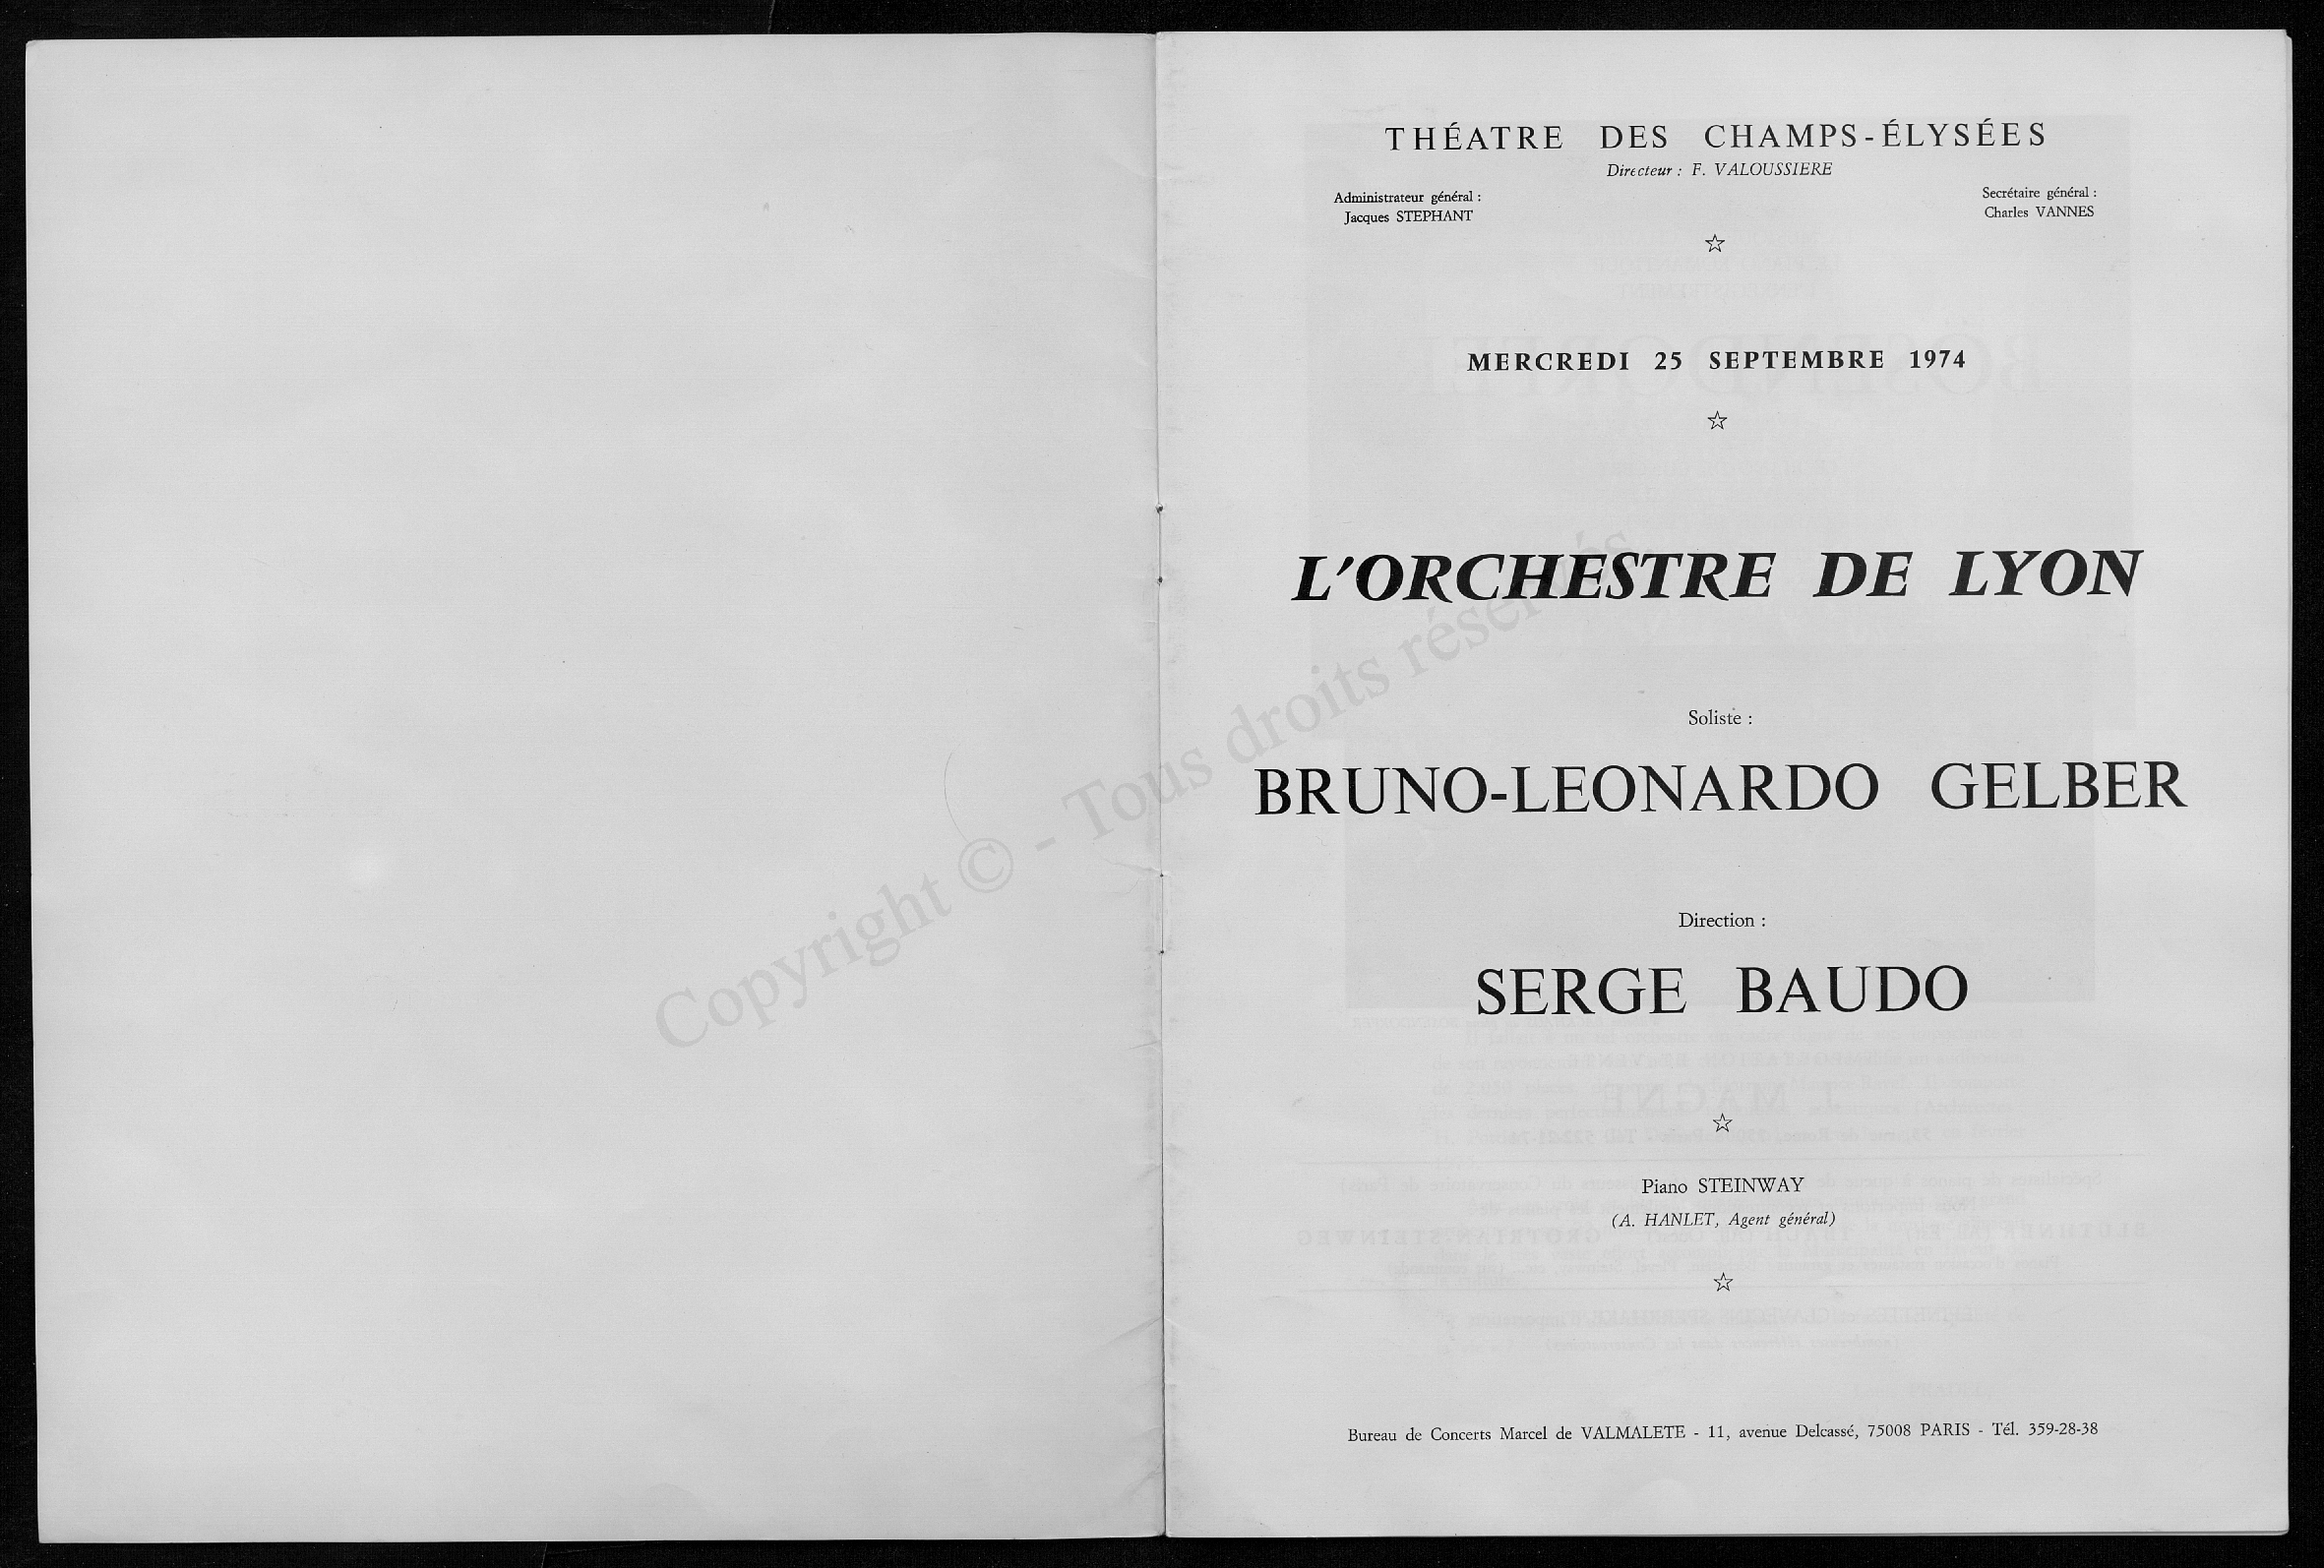 THÉATRE DES CHAMPS-ÉLYSÉES
Directeur : F. VALOUSSIERE
Administrateur général :
Jacques STEPHANT
Secrétaire général :
Charles VANNES
☆
MERCREDI 25 SEPTEMBRE 1974
☆
L'ORCHESTRE DE LYON
Soliste :
BRUNO-LEONARDO GELBER
Direction :
SERGE BAUDO
☆
Piano STEINWAY
(A. HANLET, Agent général)
☆
Bureau de Concerts Marcel de VALMALETE - 11, avenue Delcassé, 75008 PARIS - Tél. 359-28-38
Copyright © - Tous droits réservés